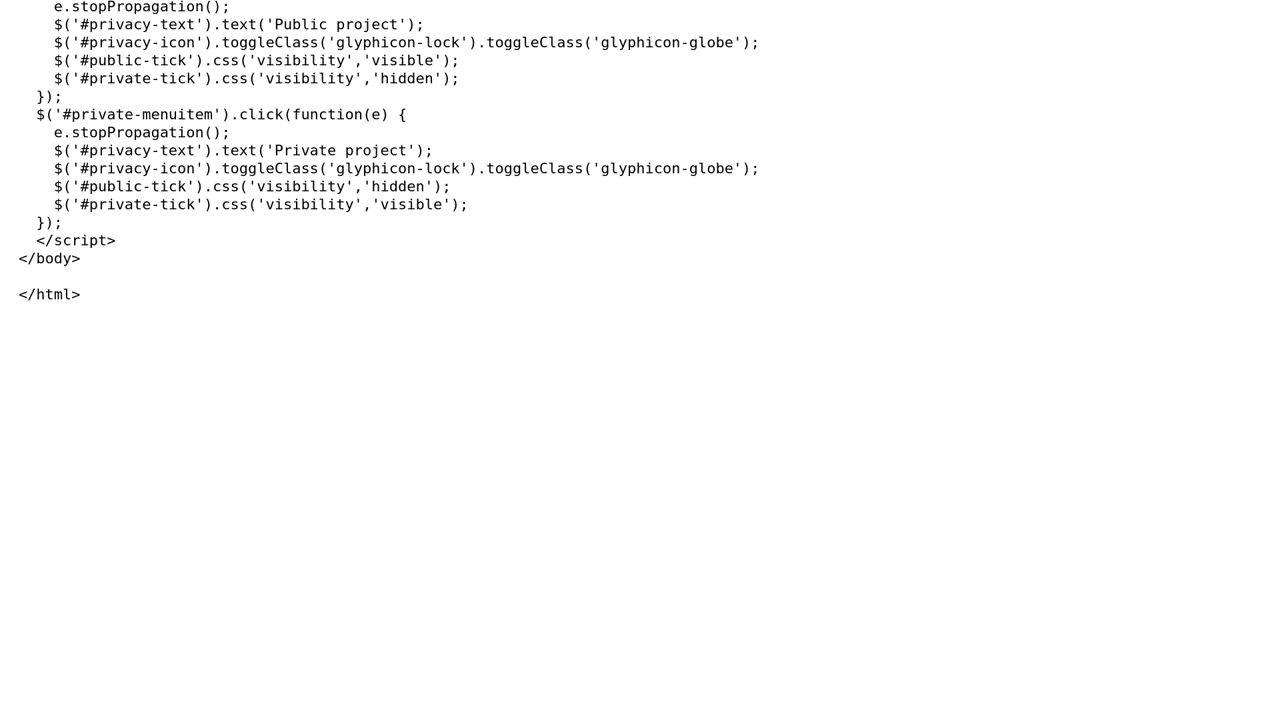 e.stopPropagation();
    $('#privacy-text').text('Public project');
    $('#privacy-icon').toggleClass('glyphicon-lock').toggleClass('glyphicon-globe');
    $('#public-tick').css('visibility','visible');
    $('#private-tick').css('visibility','hidden');
  });
  $('#private-menuitem').click(function(e) {
    e.stopPropagation();
    $('#privacy-text').text('Private project');
    $('#privacy-icon').toggleClass('glyphicon-lock').toggleClass('glyphicon-globe');
    $('#public-tick').css('visibility','hidden');
    $('#private-tick').css('visibility','visible');
  });
  </script>
</body>

</html>